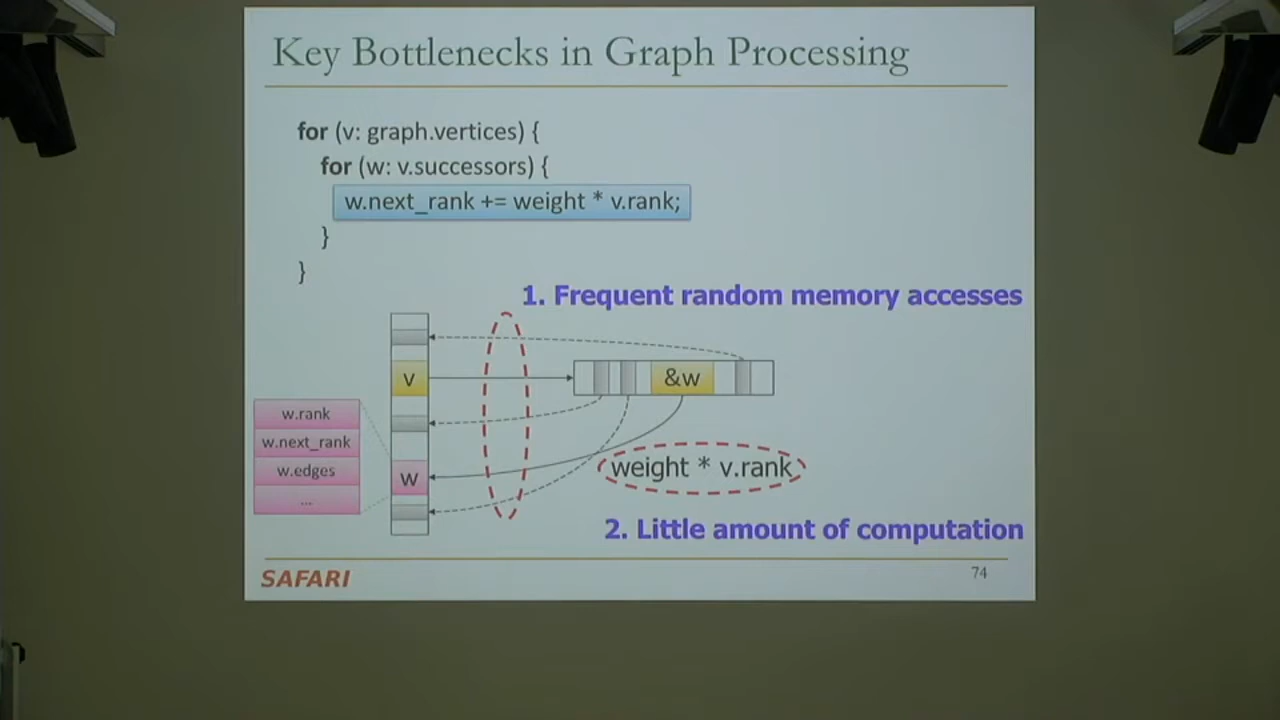 Key Bottlenecks in Graph Processing
for (v: graph.vertices) {
for (w: v.successors) {
w.next_rank += weight * v.rank;
}
}
1. Frequent random memory accesses
v
&w
w.rank
w.next_rank
w.edges
...
w
weight * v.rank
2. Little amount of computation
SAFARI
74